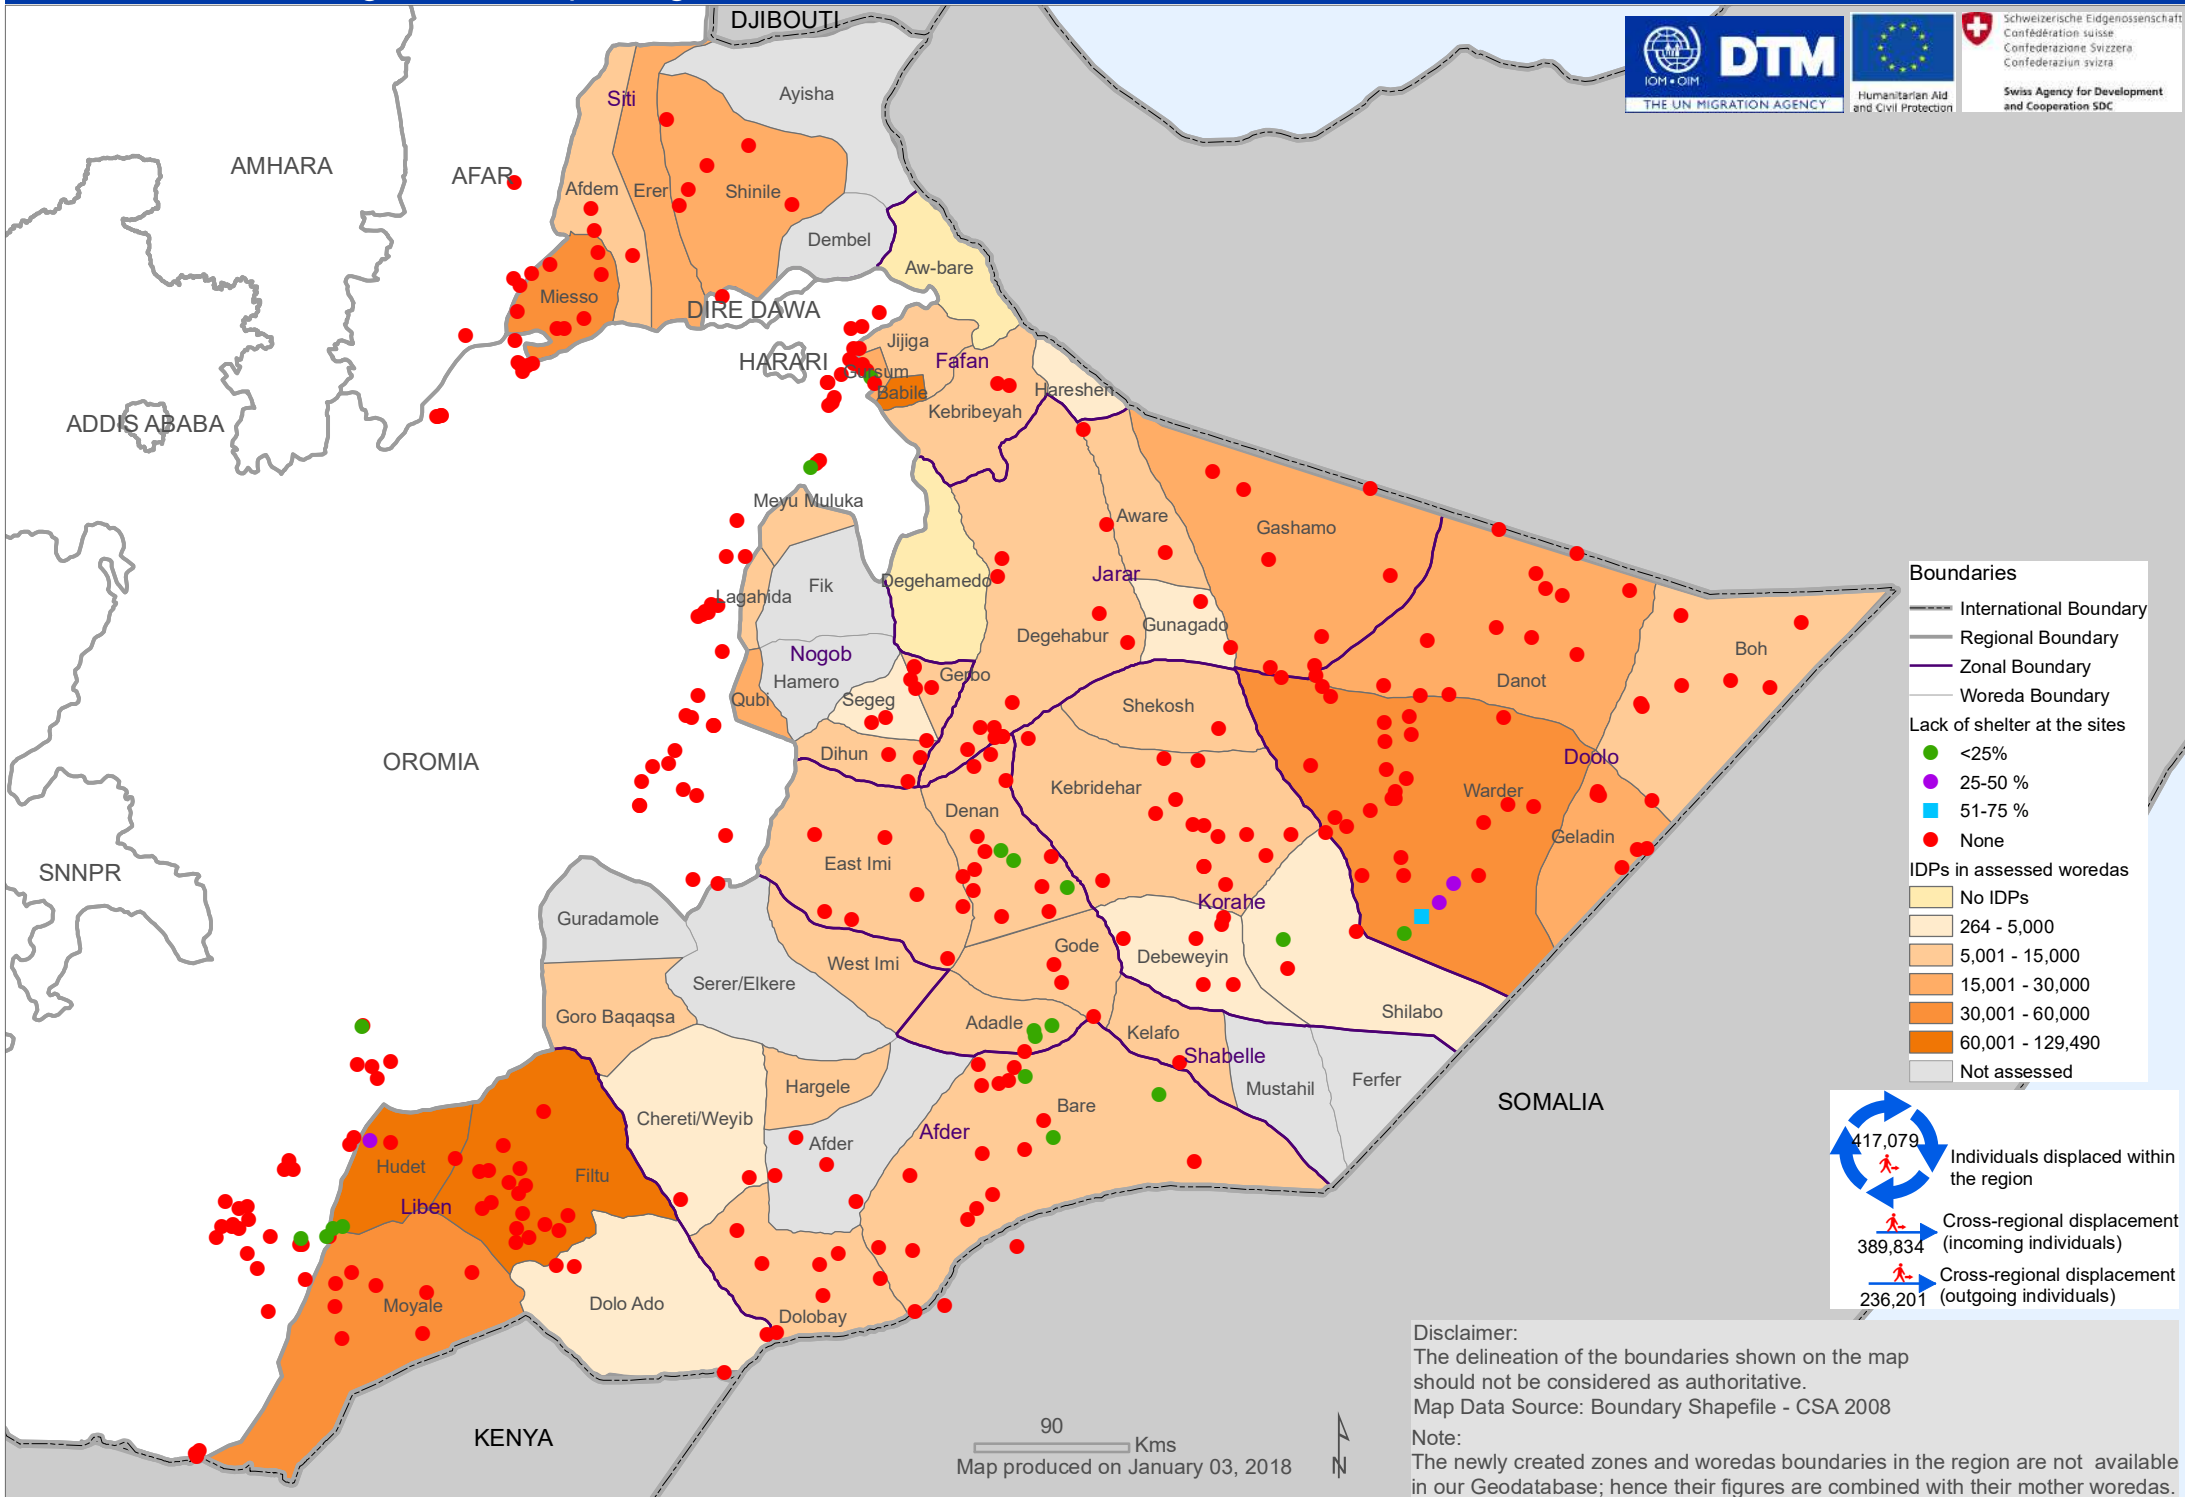 DJIBOUTI
IOM • OIM
DTM
THE UN MIGRATION AGENCY
Humanitarian Aid
and Civil Protection
Schweizerische Eidgenossenschaft
Confédération suisse
Confederazione Svizzera
Confederaziun svizra
Swiss Agency for Development
and Cooperation SDC
AMHARA
AFAR
Siti
Ayisha
Afdem
Erer
Shinile
Dembel
Aw-bare
Miesso
DIRE DAWA
HARARI
Jijiga
Fafan
Gursum
Babile
Kebribeyah
Hareshen
ADDIS ABABA
Meyu Muluka
Aware
Gashamo
Fik
Degehamedo
Jarar
Lagahida
Gunagado
Degehabur
Nogob
Hamero
Gerbo
Segeg
Qubi
Shekosh
Danot
Boh
OROMIA
Dihun
Doolo
Kebridehar
Warder
Denan
Geladin
East Imi
SNNPR
Korahe
Guradamole
Gode
Debeweyin
West Imi
Serer/Elkere
Goro Baqaqsa
Adadle
Kelafo
Shilabo
Shabelle
Hargele
Mustahil
Ferfer
Chereti/Weyib
Bare
Afder
Afder
SOMALIA
Hudet
Filtu
Liben
Moyale
Dolo Ado
Dolobay
KENYA
Boundaries
International Boundary
Regional Boundary
Zonal Boundary
Woreda Boundary
Lack of shelter at the sites
<25%
25-50 %
51-75 %
None
IDPs in assessed woredas
No IDPs
264 - 5,000
5,001 - 15,000
15,001 - 30,000
30,001 - 60,000
60,001 - 129,490
Not assessed
417,079
Individuals displaced within
the region
389,834
Cross-regional displacement
(incoming individuals)
236,201
Cross-regional displacement
(outgoing individuals)
90
Kms
Map produced on January 03, 2018
N
Disclaimer:
The delineation of the boundaries shown on the map
should not be considered as authoritative.
Map Data Source: Boundary Shapefile - CSA 2008
Note:
The newly created zones and woredas boundaries in the region are not available
in our Geodatabase; hence their figures are combined with their mother woredas.